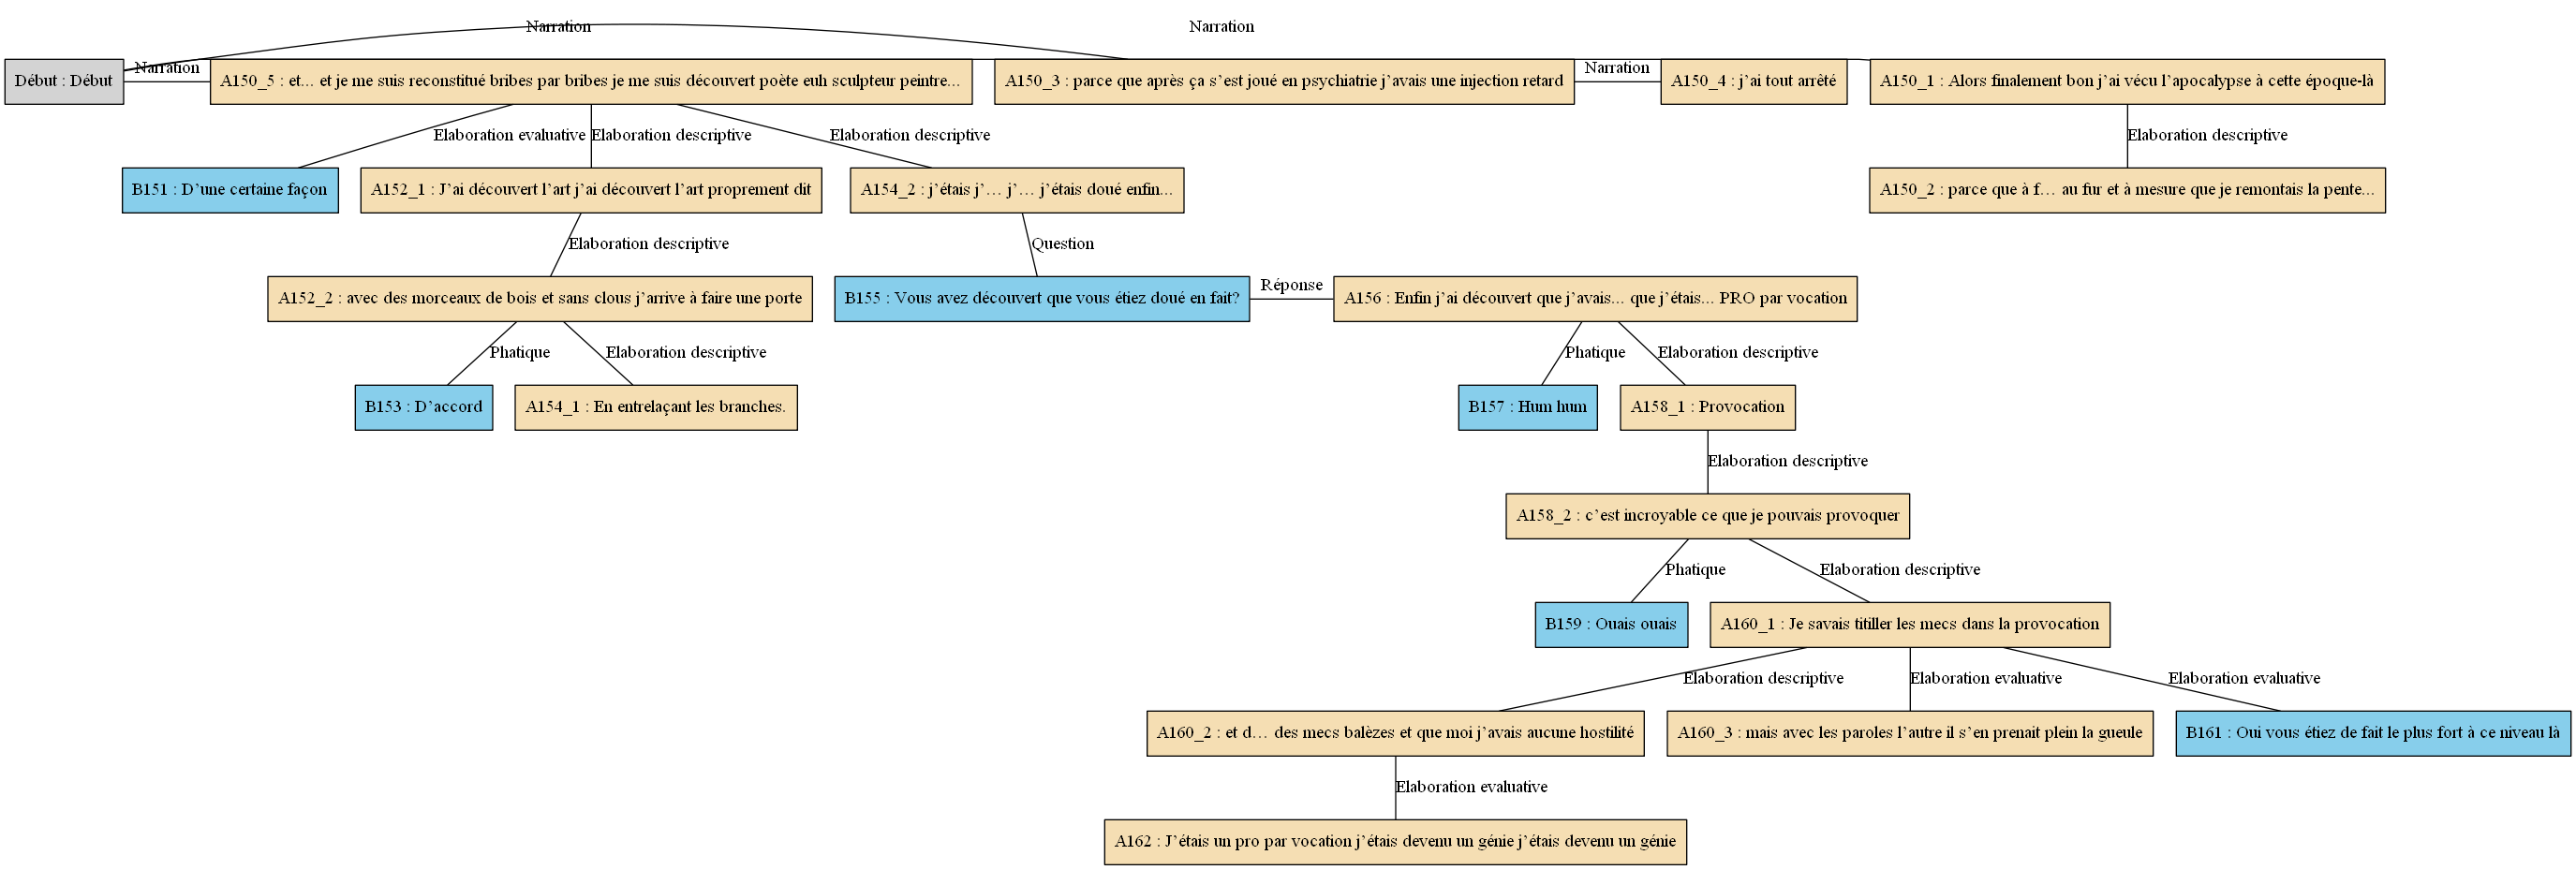 Narration
Narration
Début : Début
Narration
A150_5 : et... et je me suis reconstitué bribes par bribes je me suis découvert poète euh sculpteur peintre...
A150_3 : parce que après ça s’est joué en psychiatrie j’avais une injection retard
Narration
A150_4 : j’ai tout arrêté
A150_1 : Alors finalement bon j’ai vécu l’apocalypse à cette époque-là
Elaboration evaluative
Elaboration descriptive
Elaboration descriptive
Elaboration descriptive
B151 : D’une certaine façon
A152_1 : J’ai découvert l’art j’ai découvert l’art proprement dit
A154_2 : j’étais j’… j’… j’étais doué enfin...
A150_2 : parce que à f… au fur et à mesure que je remontais la pente...
Elaboration descriptive
Question
A152_2 : avec des morceaux de bois et sans clous j’arrive à faire une porte
B155 : Vous avez découvert que vous étiez doué en fait?
Réponse
A156 : Enfin j’ai découvert que j’avais... que j’étais... PRO par vocation
Phatique
Elaboration descriptive
Phatique
Elaboration descriptive
B153 : D’accord
A154_1 : En entrelaçant les branches.
B157 : Hum hum
A158_1 : Provocation
Elaboration descriptive
A158_2 : c’est incroyable ce que je pouvais provoquer
Phatique
Elaboration descriptive
B159 : Ouais ouais
A160_1 : Je savais titiller les mecs dans la provocation
Elaboration descriptive
Elaboration evaluative
Elaboration evaluative
A160_2 : et d… des mecs balèzes et que moi j’avais aucune hostilité
A160_3 : mais avec les paroles l’autre il s’en prenait plein la gueule
B161 : Oui vous étiez de fait le plus fort à ce niveau là
Elaboration evaluative
A162 : J’étais un pro par vocation j’étais devenu un génie j’étais devenu un génie